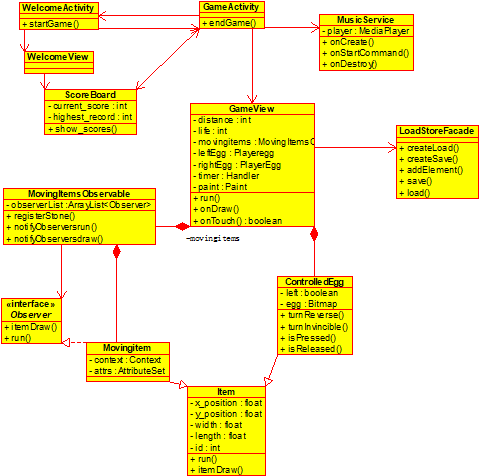 WelcomeActivity
+ startGame()
GameActivity
+ endGame()
MusicService
- player : MediaPlayer
+ onCreate()
+ onStartCommand()
+ onDestroy()
WelcomeView
ScoreBoard
- current_score : int
- highest_record : int
+ show_scores()
GameView
- distance : int
- life : int
- movingitems : MovingItemsO
- leftEgg : Playeregg
- rightEgg : PlayerEgg
- timer : Handler
- paint : Paint
+ run()
+ onDraw()
+ onTouch() : boolean
LoadStoreFacade
+ createLoad()
+ createSave()
+ addElement()
+ save()
+ load()
MovingItemsObservable
- observerList : ArrayList<Observer>
+ registerStone()
+ notifyObserversrun()
+ notifyObserversdraw()
-movingitems
«interface»
Observer
+ itemDraw()
+ run()
Movingitem
- context : Context
- attrs : AttributeSet
ControlledEgg
- left : boolean
- egg : Bitmap
+ turnReverse()
+ turnInvincible()
+ isPressed()
+ isReleased()
Item
- x_position : float
- y_position : float
- width : float
- length : float
- id : int
+ run()
+ itemDraw()